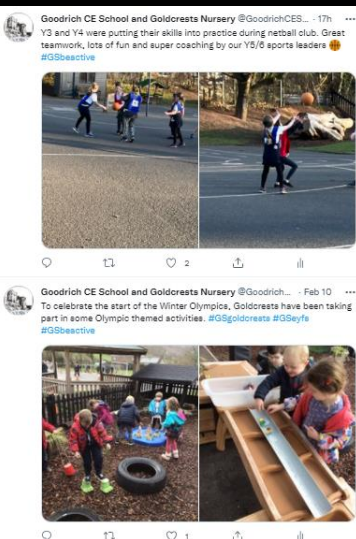 Goodrich CE School and Goldcrests Nursery @GoodrichCES... · 17h
Y3 and Y4 were putting their skills into practice during netball club. Great
teamwork, lots of fun and super coaching by our Y5/6 sports leaders 🏀
#GSbeactive
2
Goodrich CE School and Goldcrests Nursery @Goodrich... · Feb 10
To celebrate the start of the Winter Olympics, Goldcrests have been taking
part in some Olympic themed activities. #GSgoldcrests #GSeyfs
#GSbeactive
1